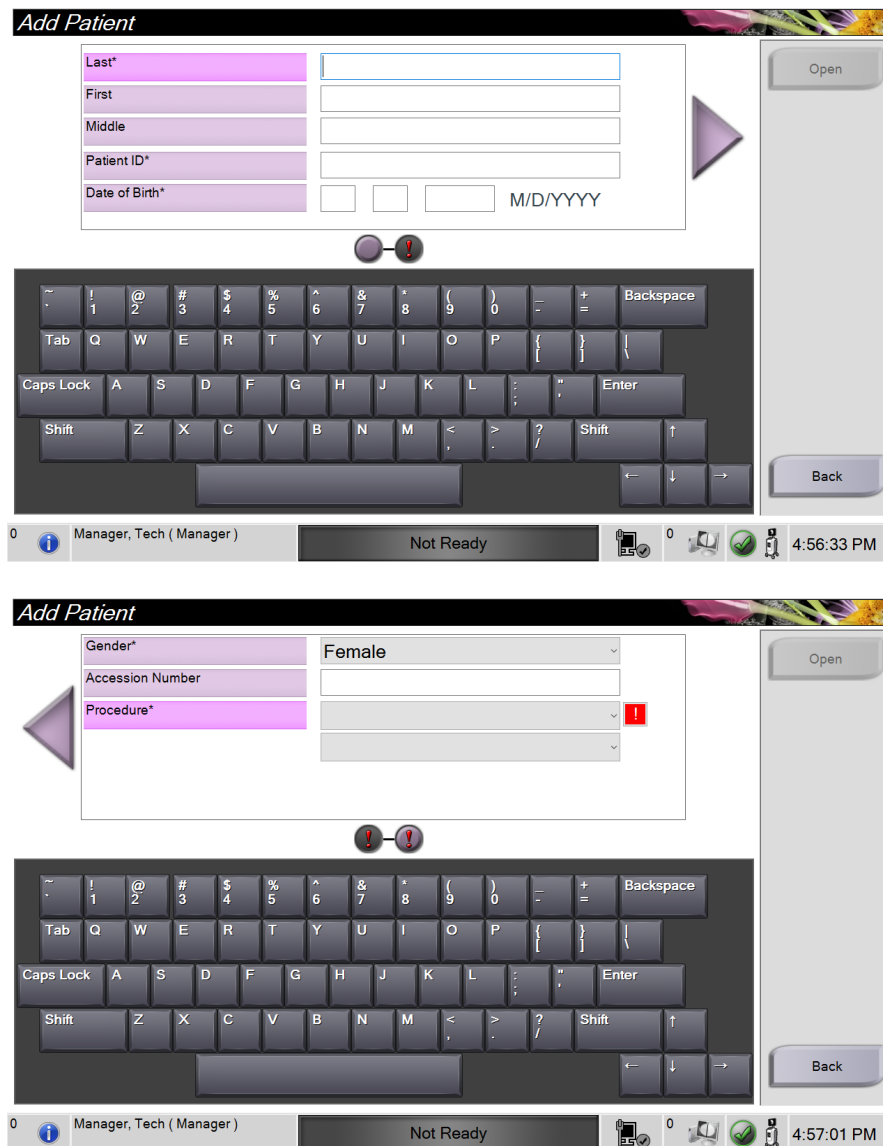 Add Patient
Last*
Open
First
Middle
Patient ID*
Date of Birth* M/D/YYYY
~ ! @ # $ % ^ & * ( ) _ + Backspace
` 1 2 3 4 5 6 7 8 9 0 - =
Tab Q W E R T Y U I O P { } |
[ ] \
Caps Lock A S D F G H J K L : " Enter
; '
Shift Z X C V B N M < > ? Shift ↑
, . /
← ↓ →
Back
0 Manager, Tech ( Manager ) Not Ready 0 4:56:33 PM
Add Patient
Gender* Female
Open
Accession Number
Procedure* !
~ ! @ # $ % ^ & * ( ) _ + Backspace
` 1 2 3 4 5 6 7 8 9 0 - =
Tab Q W E R T Y U I O P { } |
[ ] \
Caps Lock A S D F G H J K L : " Enter
; '
Shift Z X C V B N M < > ? Shift ↑
, . /
← ↓ →
Back
0 Manager, Tech ( Manager ) Not Ready 0 4:57:01 PM